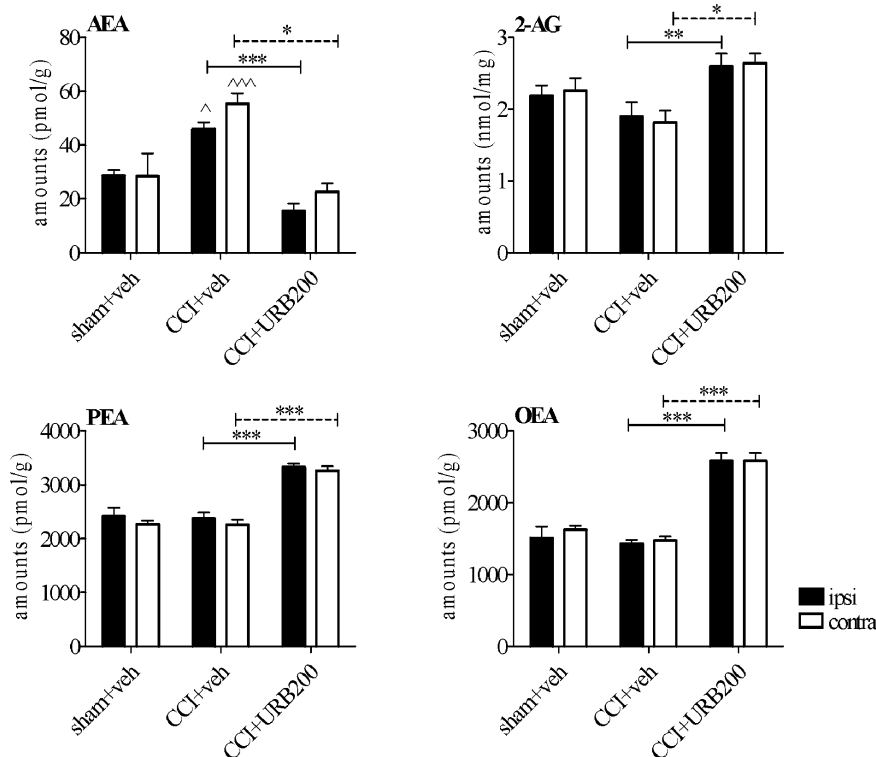 AEA
*
***
^
^^^^
amounts (pmol/g)
80
60
40
20
0
sham+veh
CCI+veh
CCI+URB200
2-AG
*
**
amounts (nmol/mg)
3
2
1
0
sham+veh
CCI+veh
CCI+URB200
PEA
***
***
amounts (pmol/g)
4000
3000
2000
1000
0
sham+veh
CCI+veh
CCI+URB200
OEA
***
***
amounts (pmol/g)
3000
2000
1000
0
sham+veh
CCI+veh
CCI+URB200
ipsi
contra